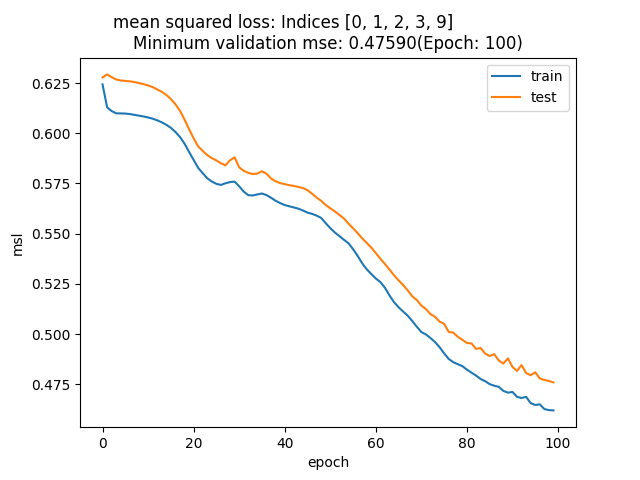 mean squared loss: Indices [0, 1, 2, 3, 9]
Minimum validation mse: 0.47590(Epoch: 100)
train
test
0.625
0.600
0.575
0.550
0.525
0.500
0.475
msl
0 20 40 60 80 100
epoch